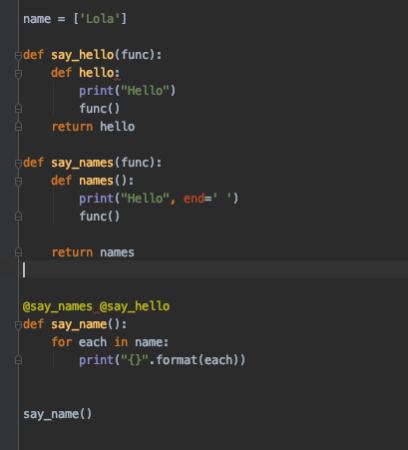 name = ['Lola']
def say_hello(func):
def hello:
print("Hello")
func()
return hello
def say_names(func):
def names():
print("Hello", end=' ')
func()
return names
@say_names @say_hello
def say_name():
for each in name:
print("{}".format(each))
say_name()